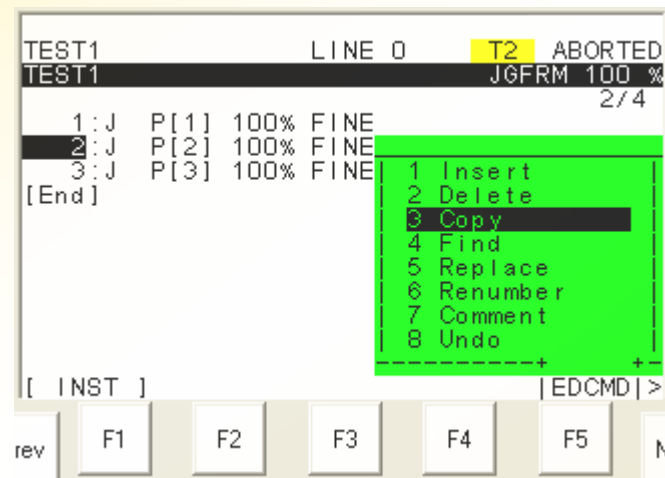 TEST1 LINE 0 T2 ABORTED
TEST1 JGFRM 100 %
2/4
1:J P[1] 100% FINE
2:J P[2] 100% FINE
3:J P[3] 100% FINE
[End]
1 Insert
2 Delete
3 Copy
4 Find
5 Replace
6 Renumber
7 Comment
8 Undo
[ INST ] |EDCMD|>
rev F1 F2 F3 F4 F5 N